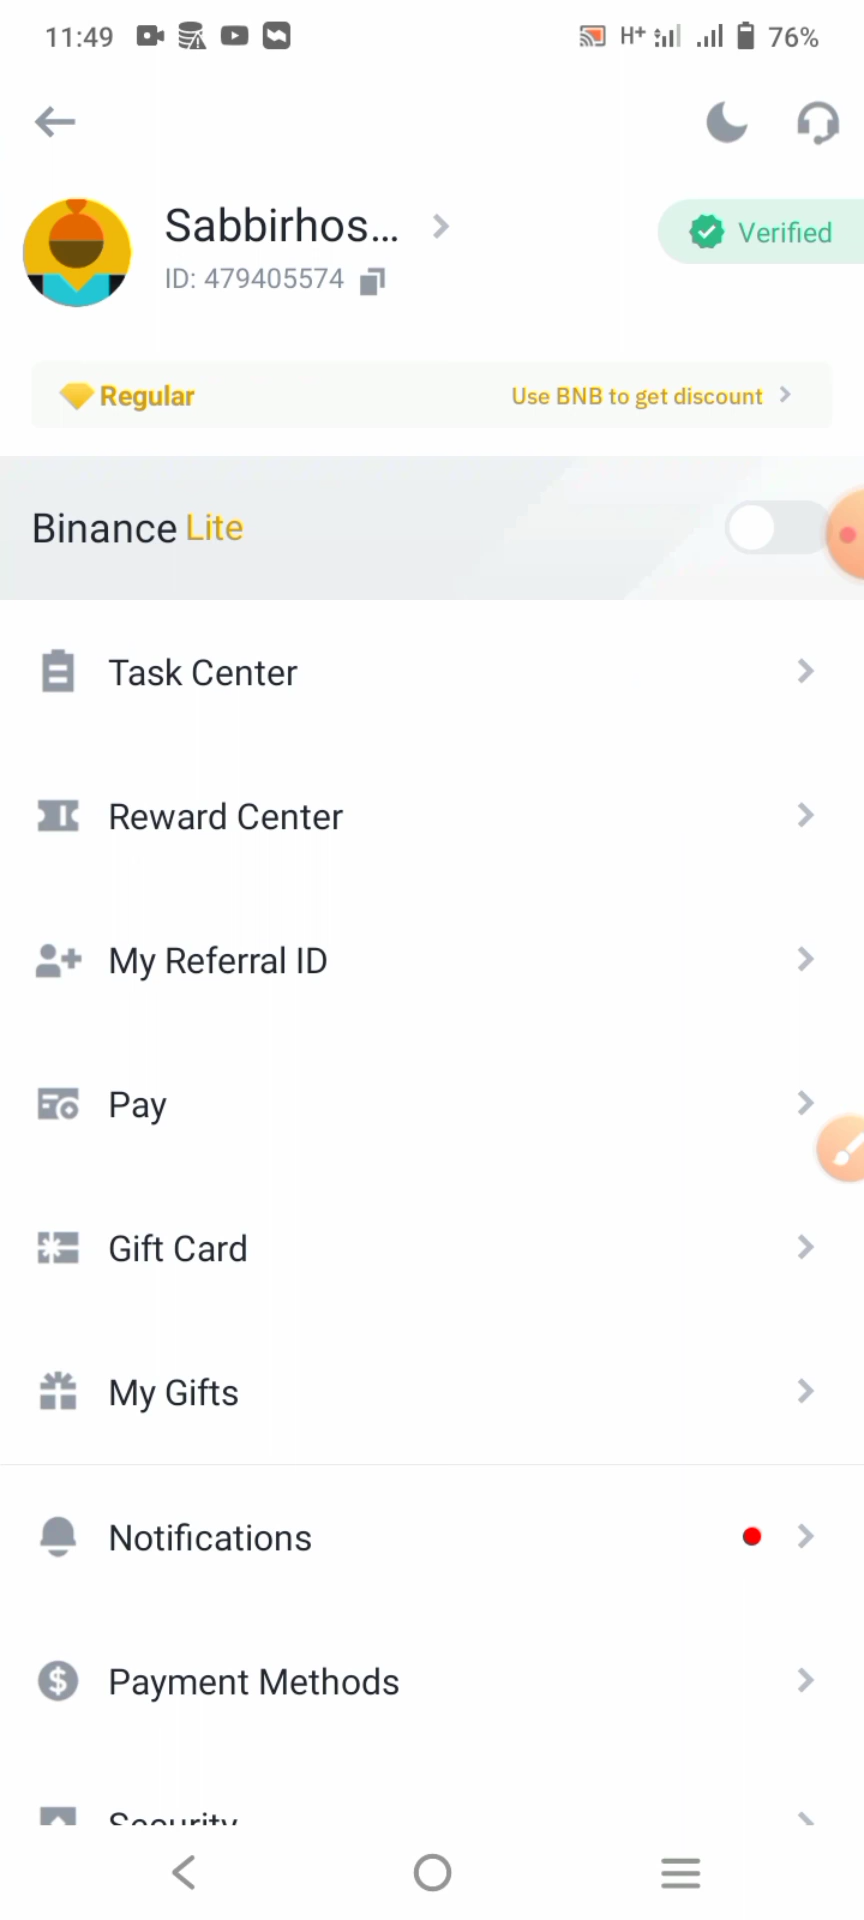 11:49 H+ 76%
Sabbirhos...
Verified
ID: 479405574
Regular Use BNB to get discount
Binance Lite
Task Center
Reward Center
My Referral ID
Pay
Gift Card
My Gifts
Notifications
Payment Methods
Security